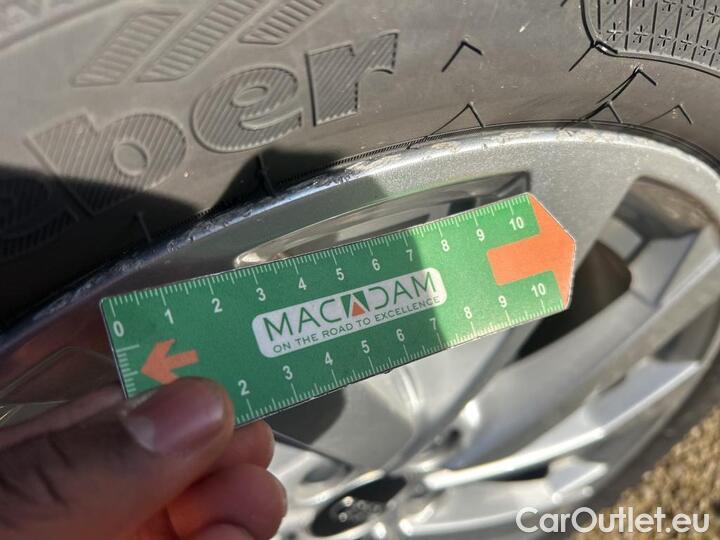 ber
0 1 2 3 4 5 6 7 8 9 10
MACADAM
ON THE ROAD TO EXCELLENCE
2 3 4 5 6 7 8 9 10
CarOutlet.eu